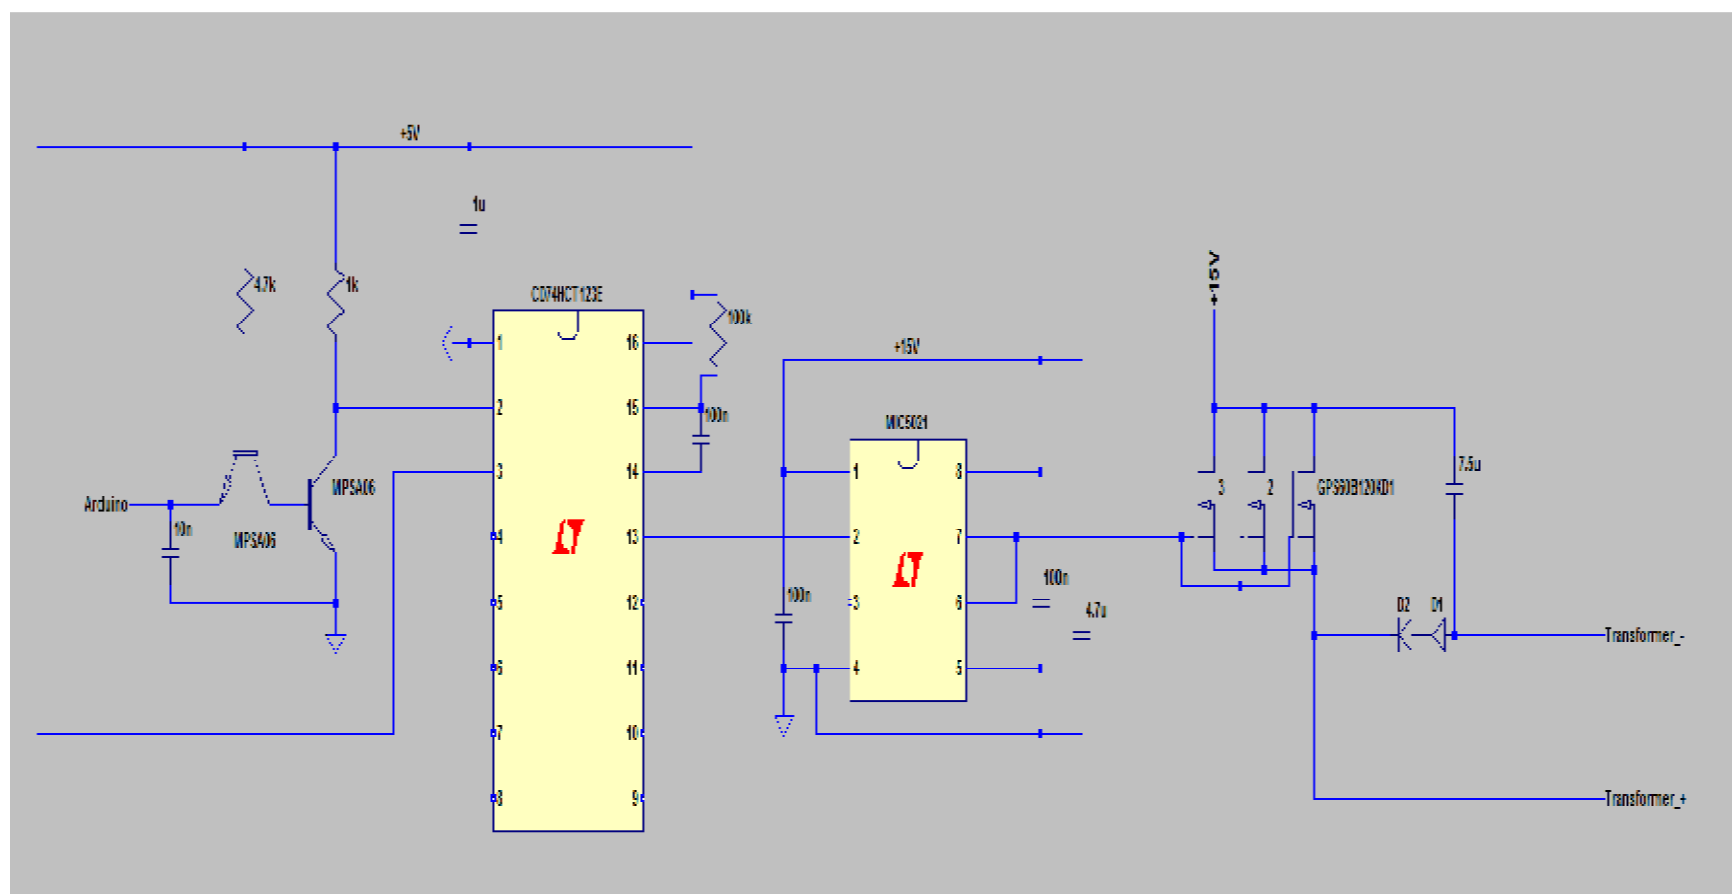 +5V
1u
4.7k
1k
CD74HCT123E
100k
+15V
+15V
1
16
2
15
100n
MIC5021
7.5u
Arduino
10n
MPSA06
MPSA06
3
14
1
8
3
2
GPS60B120KD1
4
13
2
7
100n
5
12
3
6
100n
4.7u
D2
D1
Transformer_-
6
11
4
5
7
10
8
9
Transformer_+